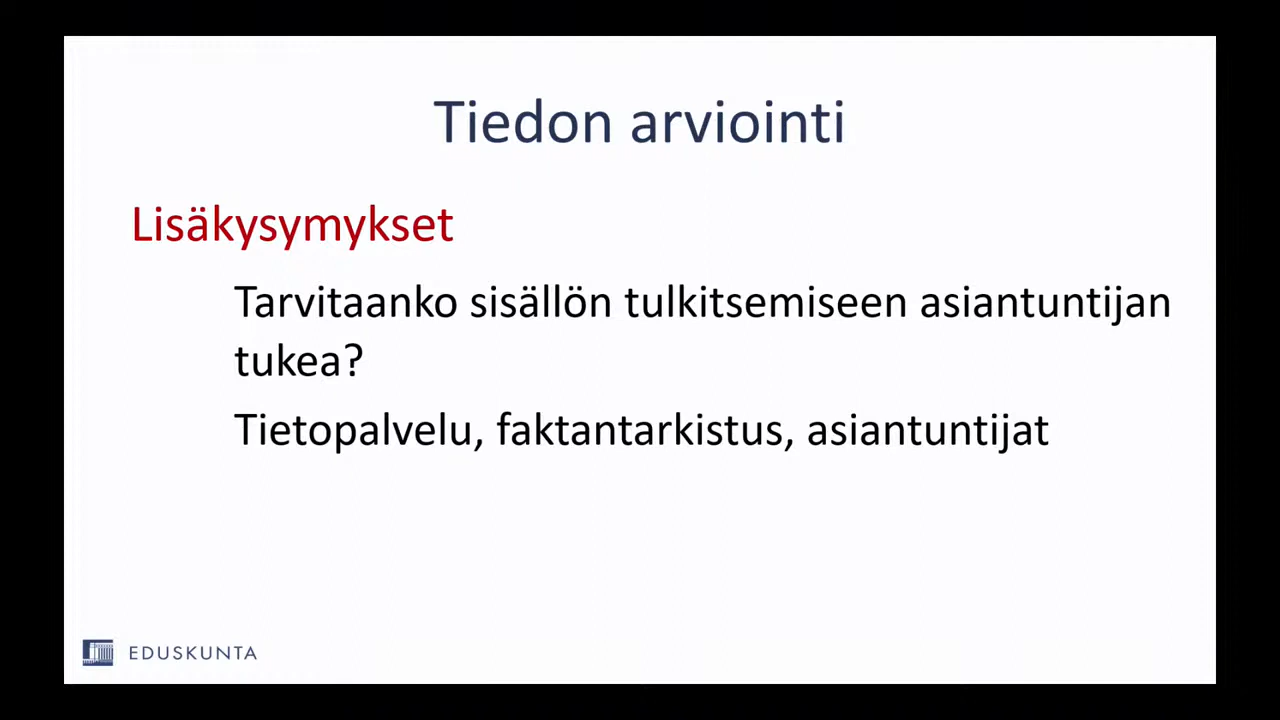 Tiedon arviointi
Lisäkysymykset
Tarvitaanko sisällön tulkitsemiseen asiantuntijan
tukea?
Tietopalvelu, faktantarkistus, asiantuntijat
EDUSKUNTA